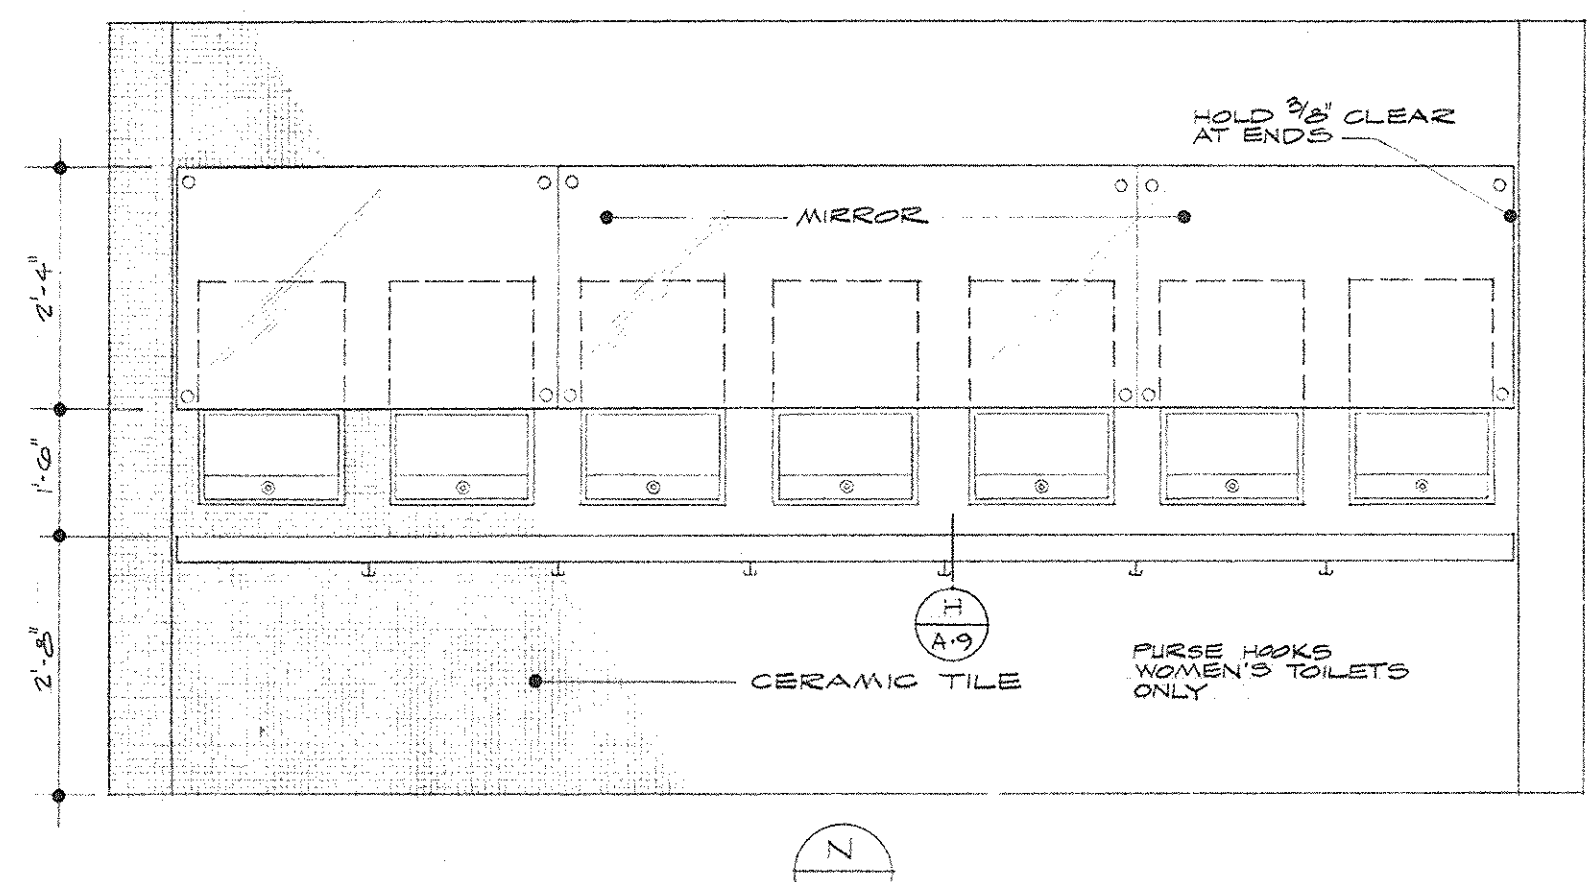 HOLD 3/8" CLEAR
AT ENDS
MIRROR
2'-4"
1'-6"
2'-8"
H
A-9
CERAMIC TILE
PURSE HOOKS
WOMEN'S TOILETS
ONLY
N